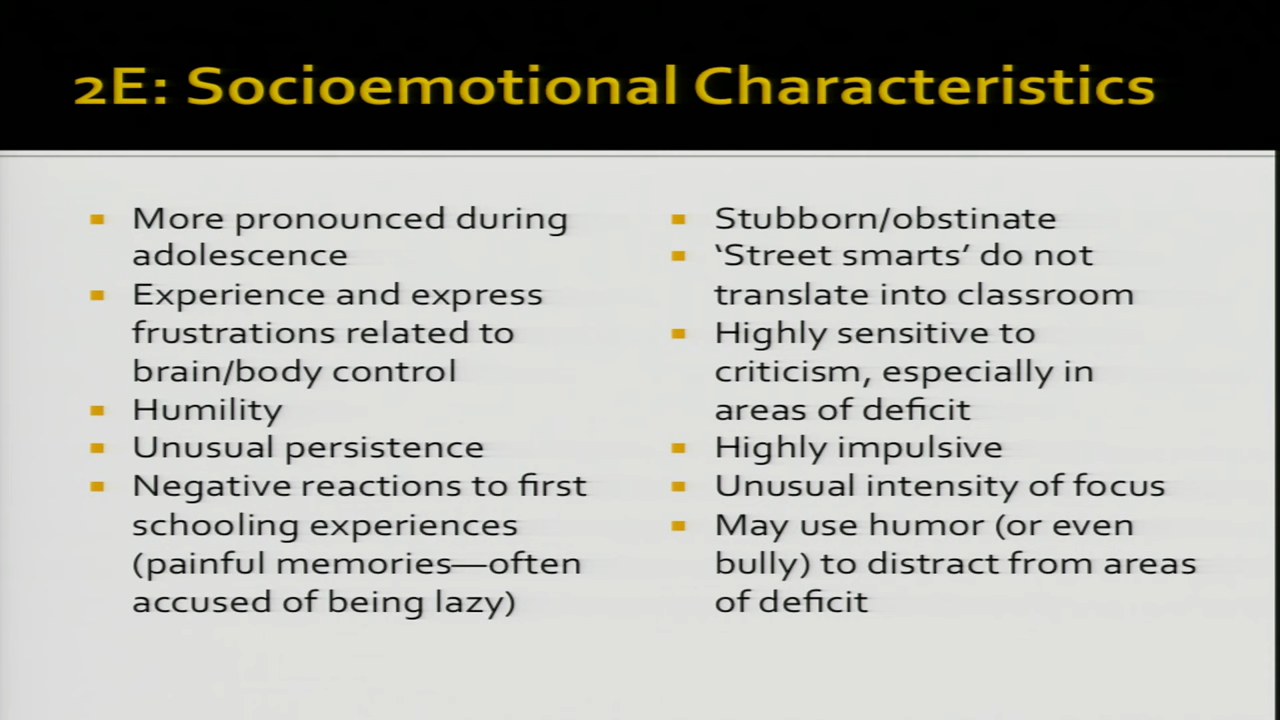 2E: Socioemotional Characteristics
More pronounced during
adolescence
Experience and express
frustrations related to
brain/body control
Humility
Unusual persistence
Negative reactions to first
schooling experiences
(painful memories—often
accused of being lazy)
Stubborn/obstinate
‘Street smarts’ do not
translate into classroom
Highly sensitive to
criticism, especially in
areas of deficit
Highly impulsive
Unusual intensity of focus
May use humor (or even
bully) to distract from areas
of deficit